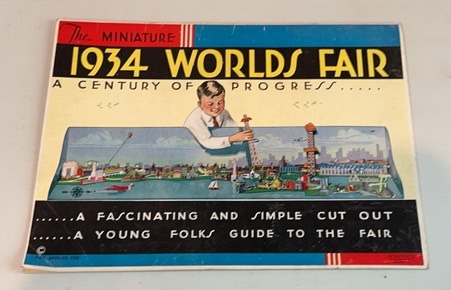 The MINIATURE
1934 WORLDS FAIR
A CENTURY OF PROGRESS.....
......A FASCINATING AND SIMPLE CUT OUT
......A YOUNG FOLKS GUIDE TO THE FAIR